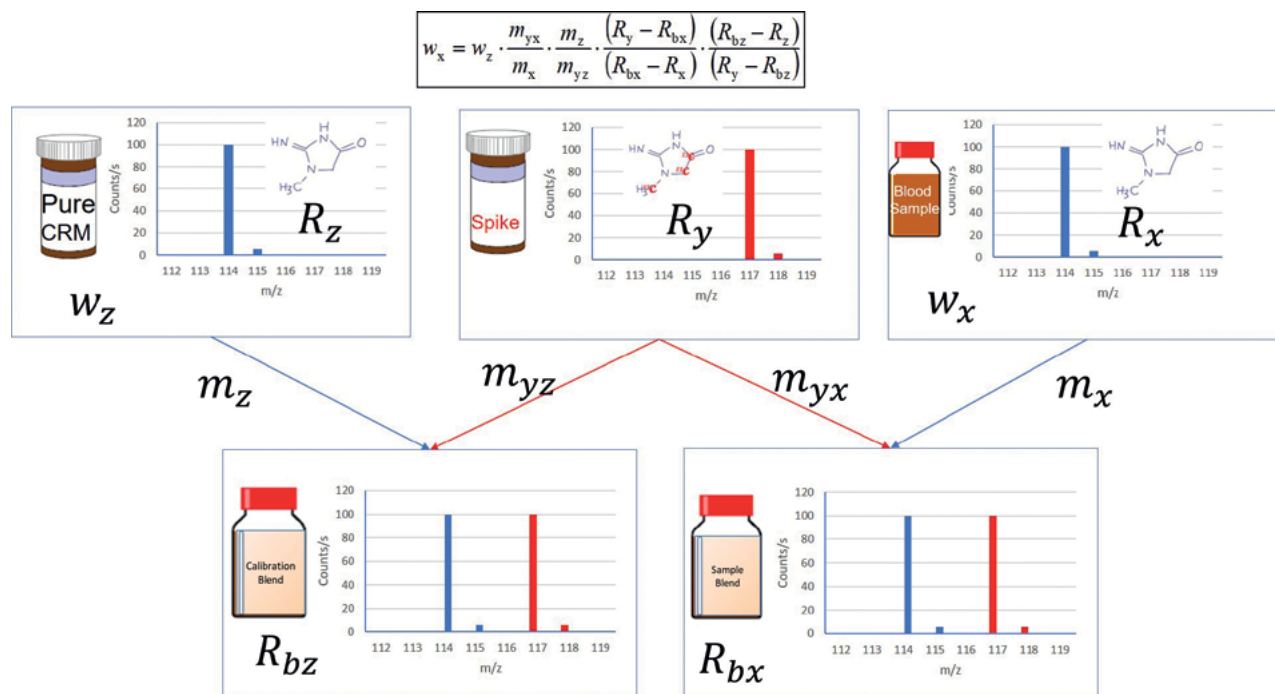 w_x = w_z · m_yx/m_x · m_z/m_yz · (R_y − R_bx)/(R_bx − R_x) · (R_bz − R_z)/(R_y − R_bz)
Pure
CRM
w_z
Counts/s
120
100
80
60
40
20
0
112 113 114 115 116 117 118 119
m/z
HN
H
N
O
N
H₃C
R_z
Spike
Counts/s
120
100
80
60
40
20
0
112 113 114 115 116 117 118 119
m/z
HN
H
N
O
N
H₃C
R_y
Blood
Sample
w_x
Counts/s
120
100
80
60
40
20
0
112 113 114 115 116 117 118 119
m/z
HN
H
N
O
N
H₃C
R_x
m_z
m_yz
m_yx
m_x
Calibration
Blend
R_bz
Counts/s
120
100
80
60
40
20
0
112 113 114 115 116 117 118 119
m/z
Sample
Blend
R_bx
Counts/s
120
100
80
60
40
20
0
112 113 114 115 116 117 118 119
m/z